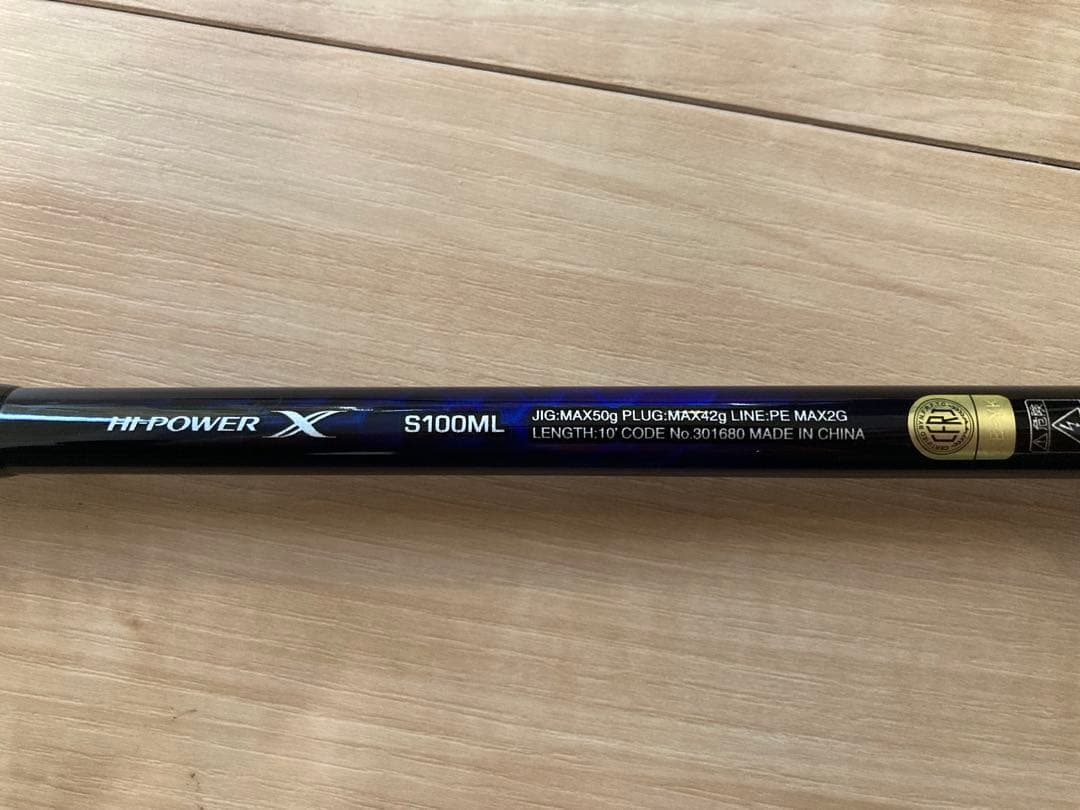 HI-POWER X
S100ML
JIG:MAX50g PLUG:MAX42g LINE:PE MAX2G
LENGTH:10' CODE No.301680 MADE IN CHINA
危険